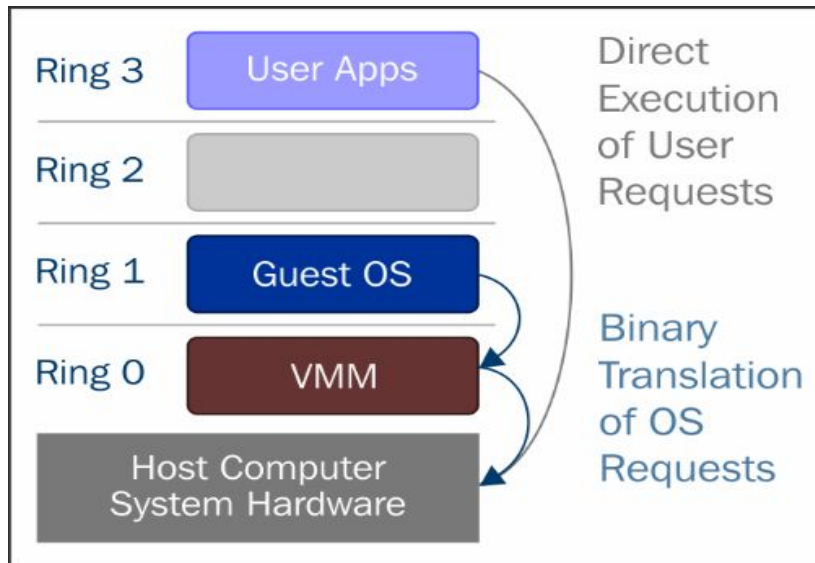 Ring 3
User Apps
Direct
Execution
of User
Requests
Ring 2
Ring 1
Guest OS
Ring 0
VMM
Binary
Translation
of OS
Requests
Host Computer
System Hardware